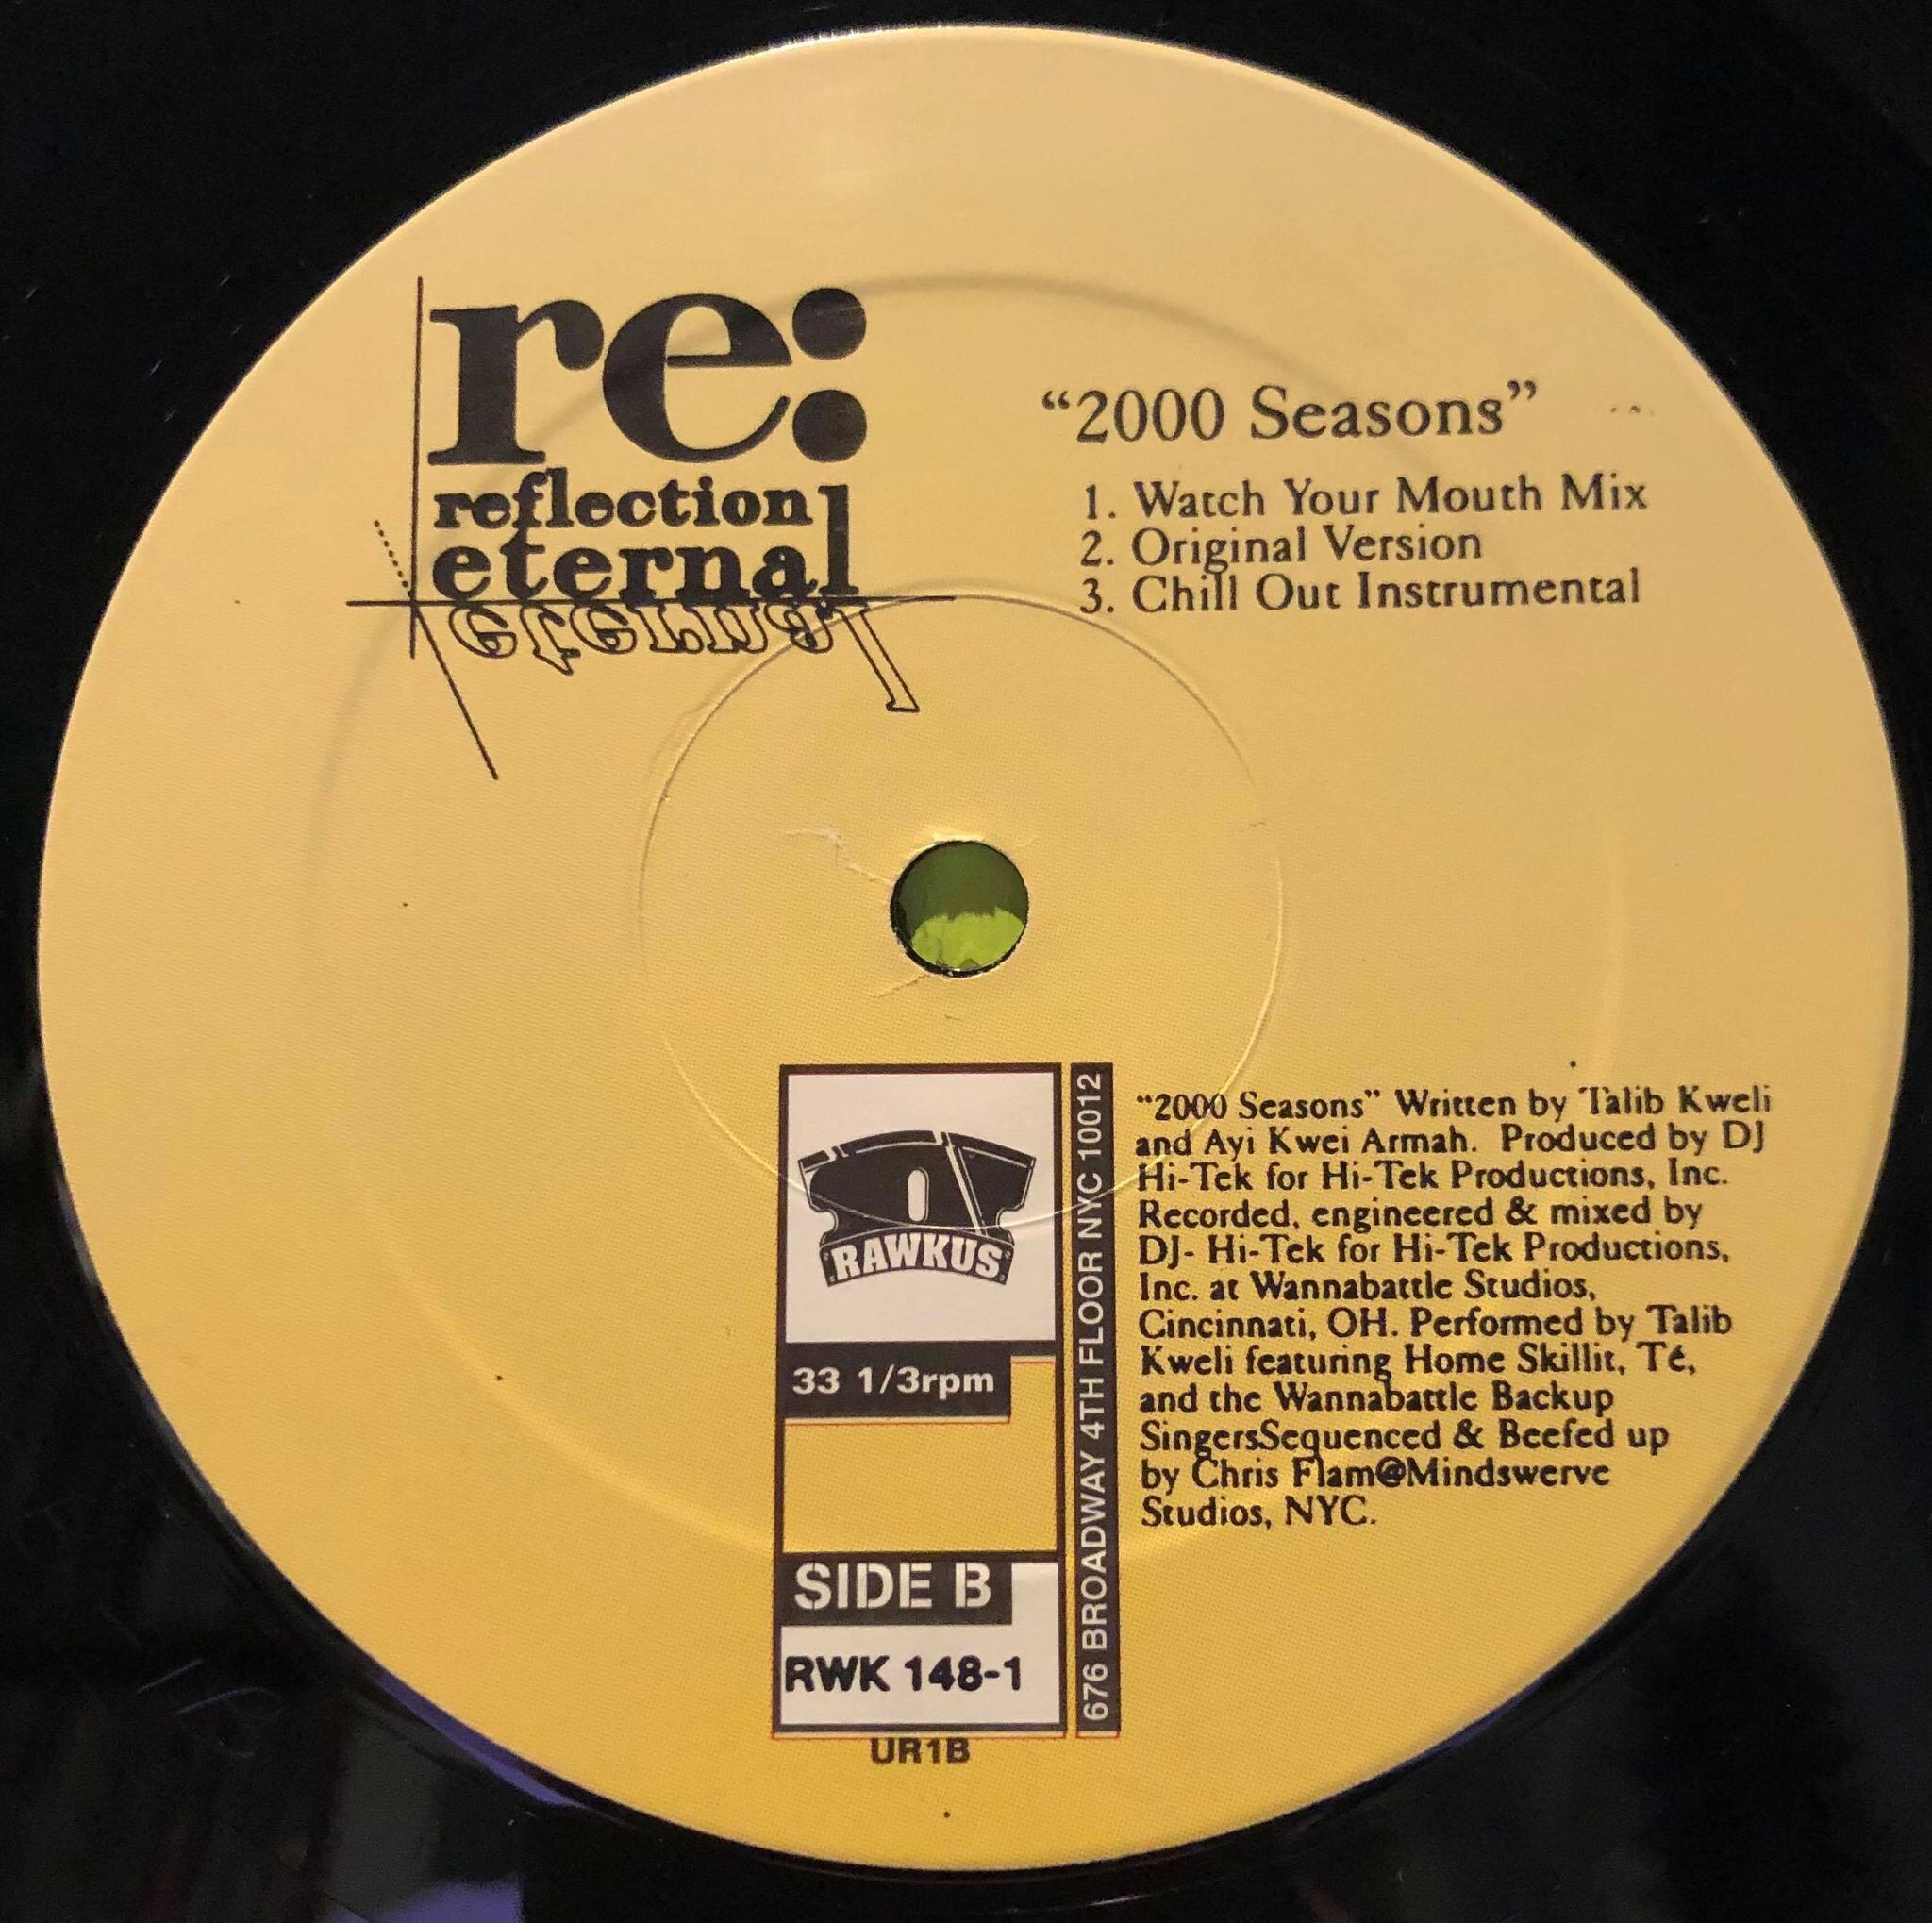 re:
reflection
eternal
eternal
“2000 Seasons”
1. Watch Your Mouth Mix
2. Original Version
3. Chill Out Instrumental
RAWKUS
33 1/3rpm
SIDE B
RWK 148-1
UR1B
676 BROADWAY 4TH FLOOR NYC 10012
“2000 Seasons” Written by Talib Kweli
and Ayi Kwei Armah. Produced by DJ
Hi-Tek for Hi-Tek Productions, Inc.
Recorded, engineered & mixed by
DJ- Hi-Tek for Hi-Tek Productions,
Inc. at Wannabattle Studios,
Cincinnati, OH. Performed by Talib
Kweli featuring Home Skillit, Té,
and the Wannabattle Backup
SingersSequenced & Beefed up
by Chris Flam@Mindswerve
Studios, NYC.